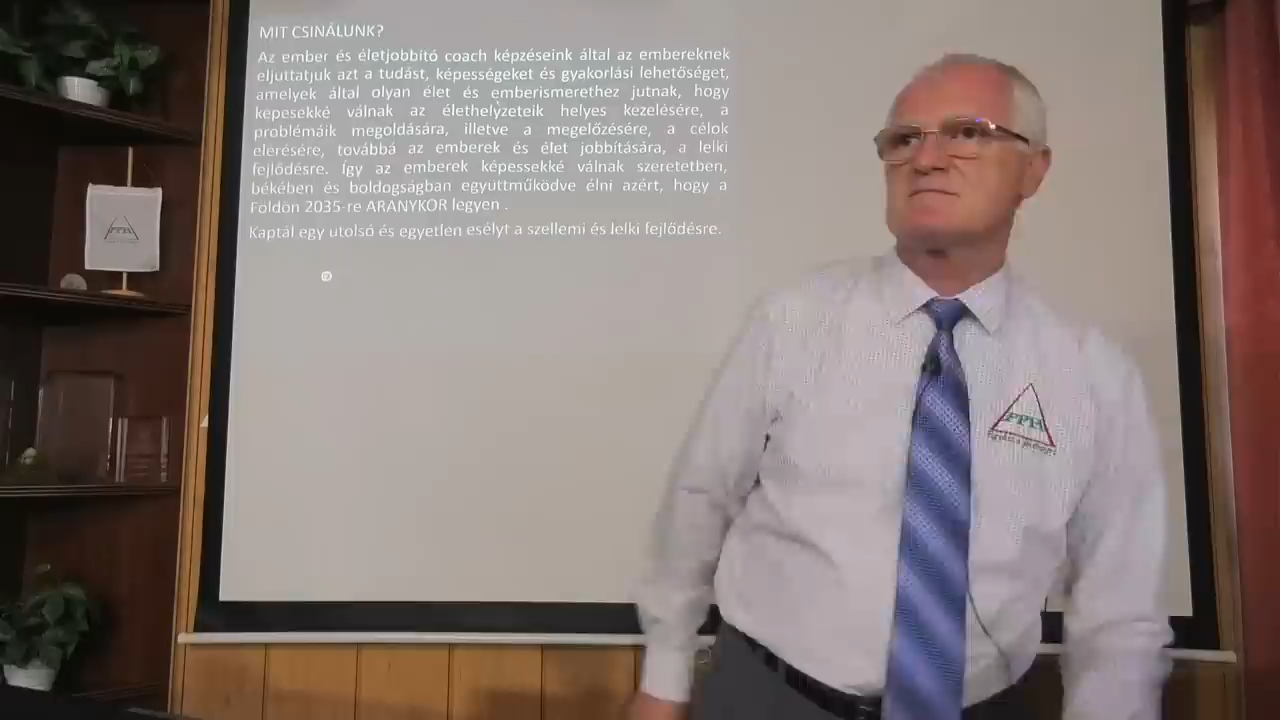 MIT CSINÁLUNK?
Az ember és életjobbító coach képzéseink által az embereknek
eljuttatjuk azt a tudást, képességeket és gyakorlási lehetőséget,
amelyek által olyan élet és emberismerethez jutnak, hogy
képesekké válnak az élethelyzeteik helyes kezelésére, a
problémáik megoldására, illetve a megelőzésére, a célok
elérésére, továbbá az emberek és élet jobbítására, a lelki
fejlődésre. Így az emberek képessekké válnak szeretetben,
békében és boldogságban együttműködve élni azért, hogy a
Földön 2035-re ARANYKOR legyen .
Kaptál egy utolsó és egyetlen esélyt a szellemi és lelki fejlődésre.